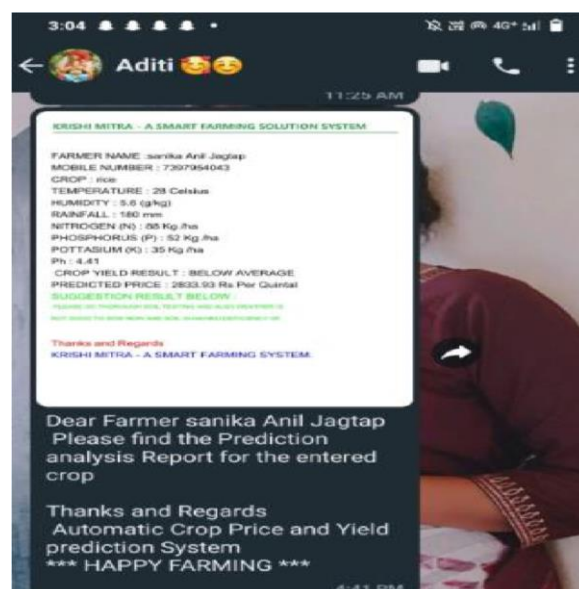 3:04
4G+
Aditi 🥰😊
11:25 AM
KRISHI MITRA - A SMART FARMING SOLUTION SYSTEM
FARMER NAME :sanika Anil Jagtap
MOBILE NUMBER : 7397954043
CROP : rice
TEMPERATURE : 28 Celsius
HUMIDITY : 5.6 (g/kg)
RAINFALL : 180 mm
NITROGEN (N) : 88 Kg /ha
PHOSPHORUS (P) : 52 Kg /ha
POTTASIUM (K) : 35 Kg /ha
Ph : 4.41
CROP YIELD RESULT : BELOW AVERAGE
PREDICTED PRICE : 2833.93 Rs Per Quintal
SUGGESTION RESULT BELOW :
Thanks and Regards
KRISHI MITRA - A SMART FARMING SYSTEM.
Dear Farmer sanika Anil Jagtap
Please find the Prediction
analysis Report for the entered
crop
Thanks and Regards
Automatic Crop Price and Yield
prediction System
*** HAPPY FARMING ***
4:41 PM